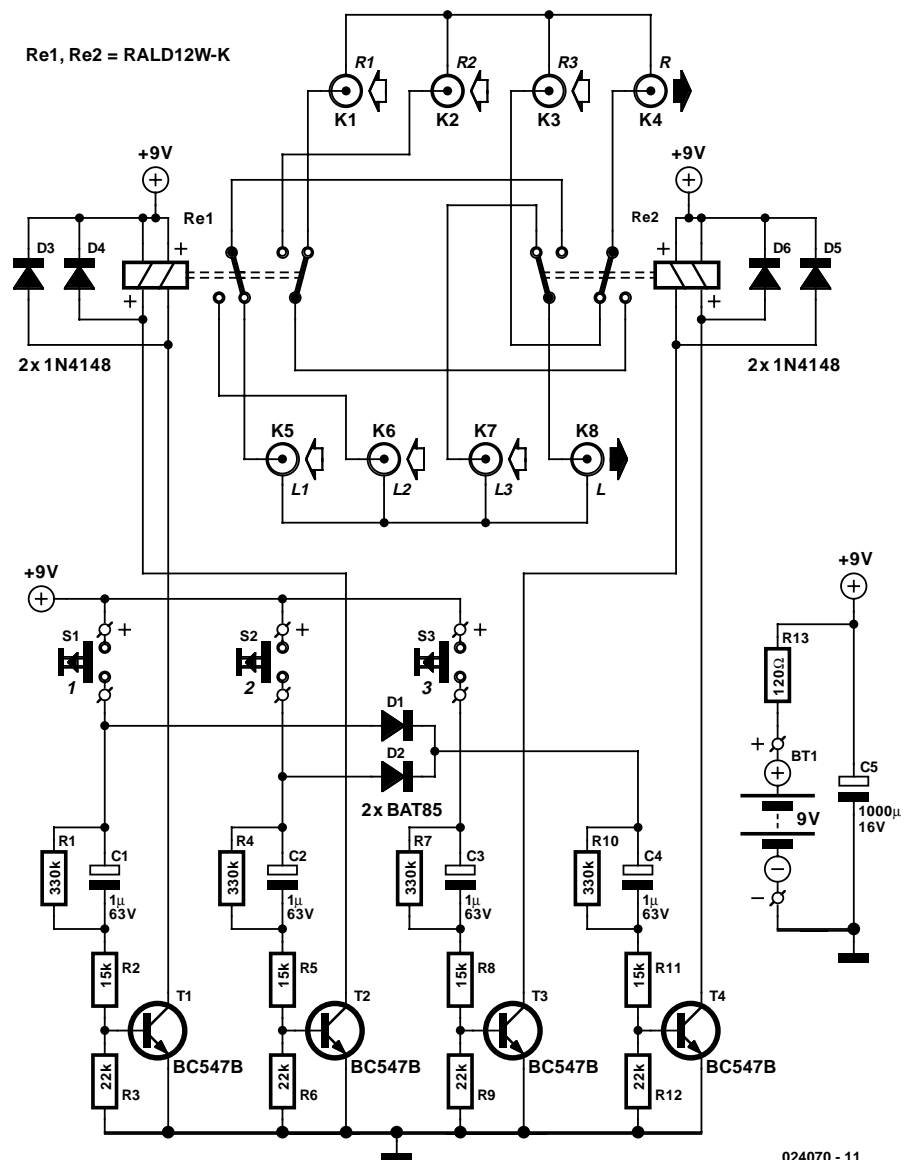 Re1, Re2 = RALD12W-K
R1 R2 R3 R
K1 K2 K3 K4
+9V +9V
Re1 Re2
D3 D4 + + D6 D5
+ +
2x 1N4148 2x 1N4148
K5 K6 K7 K8
L1 L2 L3 L
+9V +9V
S1 + S2 + S3
1 2 3
R13
120Ω
D1
D2
2x BAT85
+ BT1
9V
C5
1000µ
16V
−
R1 C1 R4 C2 R7 C3 R10 C4
330k 330k 330k 330k
1µ 1µ 1µ 1µ
63V 63V 63V 63V
15k R2 15k R5 15k R8 15k R11
T1 T2 T3 T4
BC547B BC547B BC547B BC547B
22k R3 22k R6 22k R9 22k R12
024070 - 11